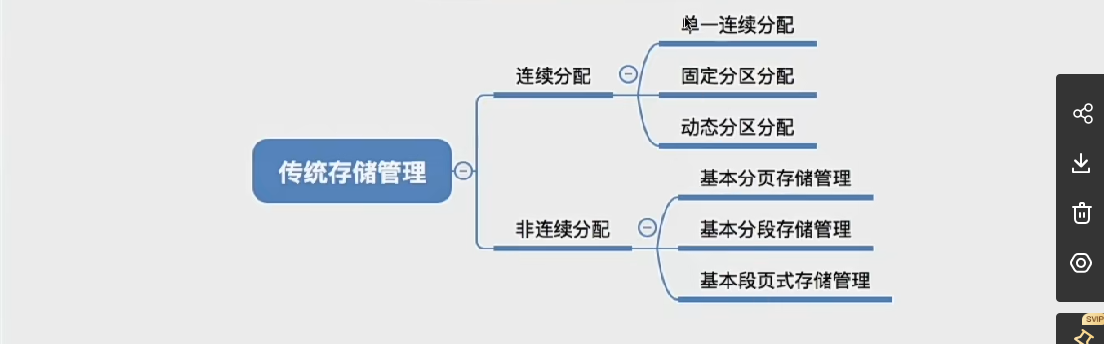 单一连续分配
连续分配
固定分区分配
动态分区分配
传统存储管理
基本分页存储管理
非连续分配
基本分段存储管理
基本段页式存储管理
SVIP